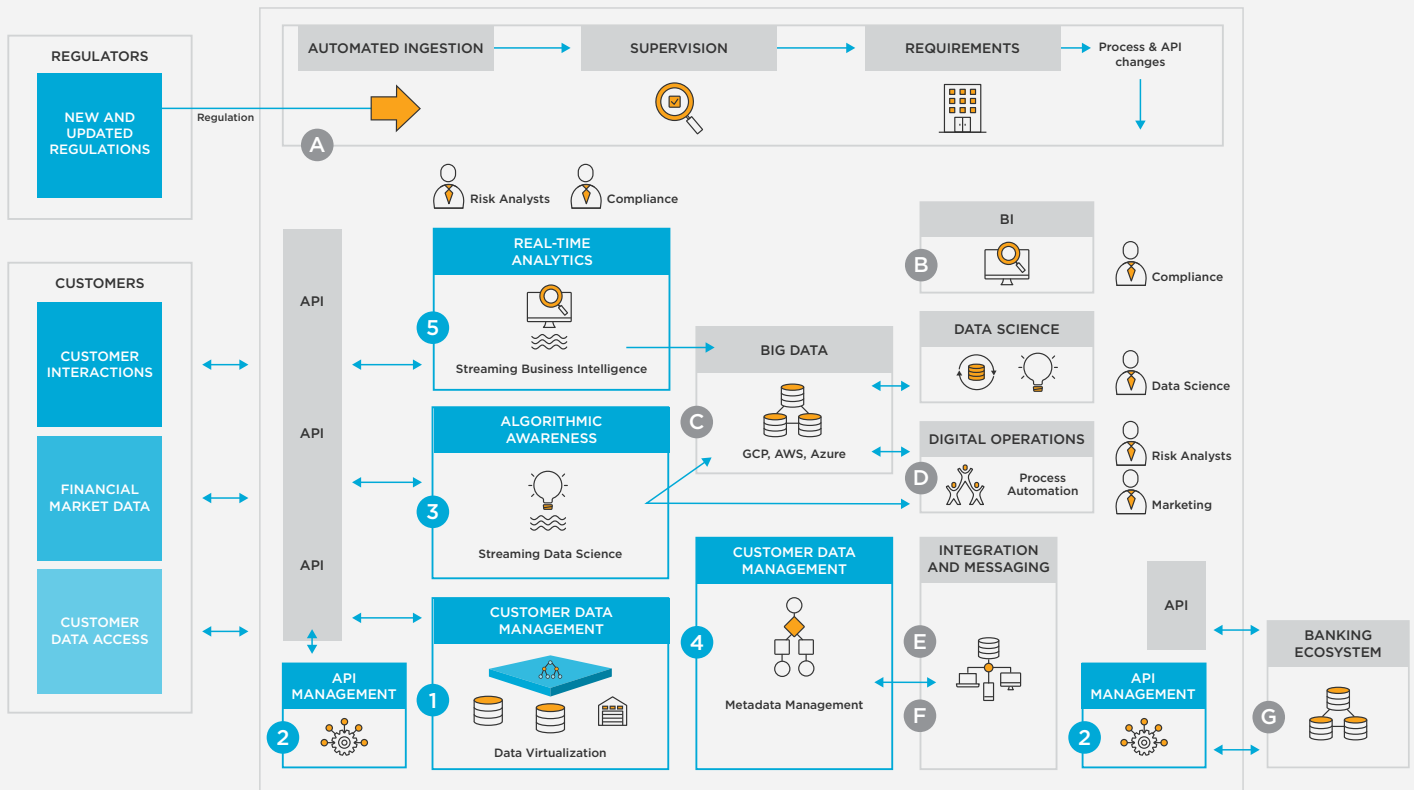 REGULATORS
NEW AND
UPDATED
REGULATIONS
Regulation
AUTOMATED INGESTION
SUPERVISION
REQUIREMENTS
Process & API
changes
A
Risk Analysts
Compliance
CUSTOMERS
CUSTOMER
INTERACTIONS
FINANCIAL
MARKET DATA
CUSTOMER
DATA ACCESS
API
API
API
API
MANAGEMENT
2
REAL-TIME
ANALYTICS
5
Streaming Business Intelligence
ALGORITHMIC
AWARENESS
3
Streaming Data Science
CUSTOMER DATA
MANAGEMENT
1
Data Virtualization
BIG DATA
C
GCP, AWS, Azure
CUSTOMER DATA
MANAGEMENT
4
Metadata Management
BI
B
Compliance
DATA SCIENCE
Data Science
DIGITAL OPERATIONS
D
Process
Automation
Risk Analysts
Marketing
INTEGRATION
AND MESSAGING
E
F
API
API
MANAGEMENT
2
BANKING
ECOSYSTEM
G